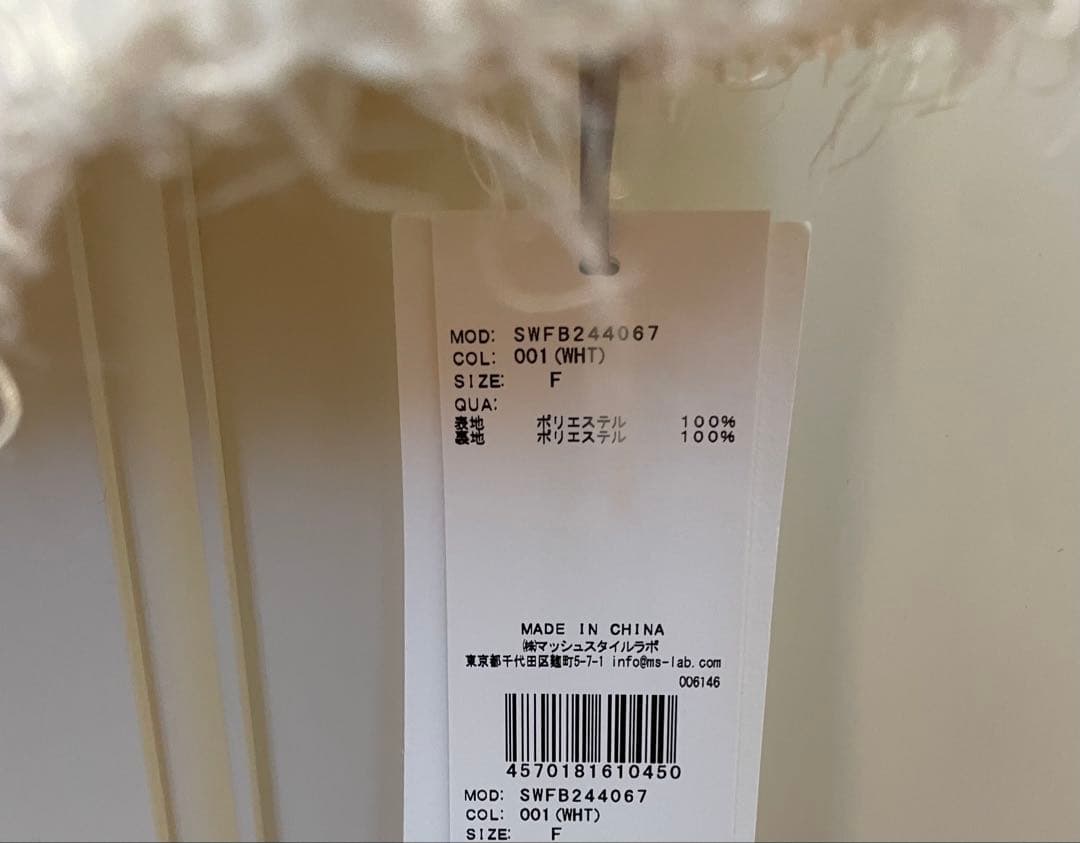 MOD: SWFB244067
COL: 001(WHT)
SIZE: F
QUA:
表地 ポリエステル 100%
裏地 ポリエステル 100%
MADE IN CHINA
㈱マッシュスタイルラボ
東京都千代田区麹町5-7-1 info@ms-lab.com
006146
4570181610450
MOD: SWFB244067
COL: 001(WHT)
SIZE: F